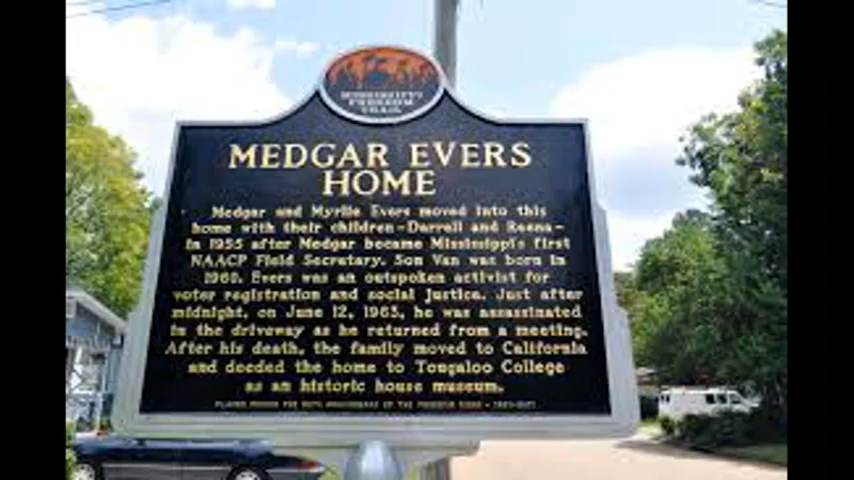 MISSISSIPPI
FREEDOM
TRAIL
MEDGAR EVERS
HOME
Medgar and Myrlie Evers moved into this
home with their children–Darrell and Reena–
in 1955 after Medgar became Mississippi's first
NAACP Field Secretary. Son Van was born in
1960. Evers was an outspoken activist for
voter registration and social justice. Just after
midnight, on June 12, 1963, he was assassinated
in the driveway as he returned from a meeting.
After his death, the family moved to California
and deeded the home to Tougaloo College
as an historic house museum.